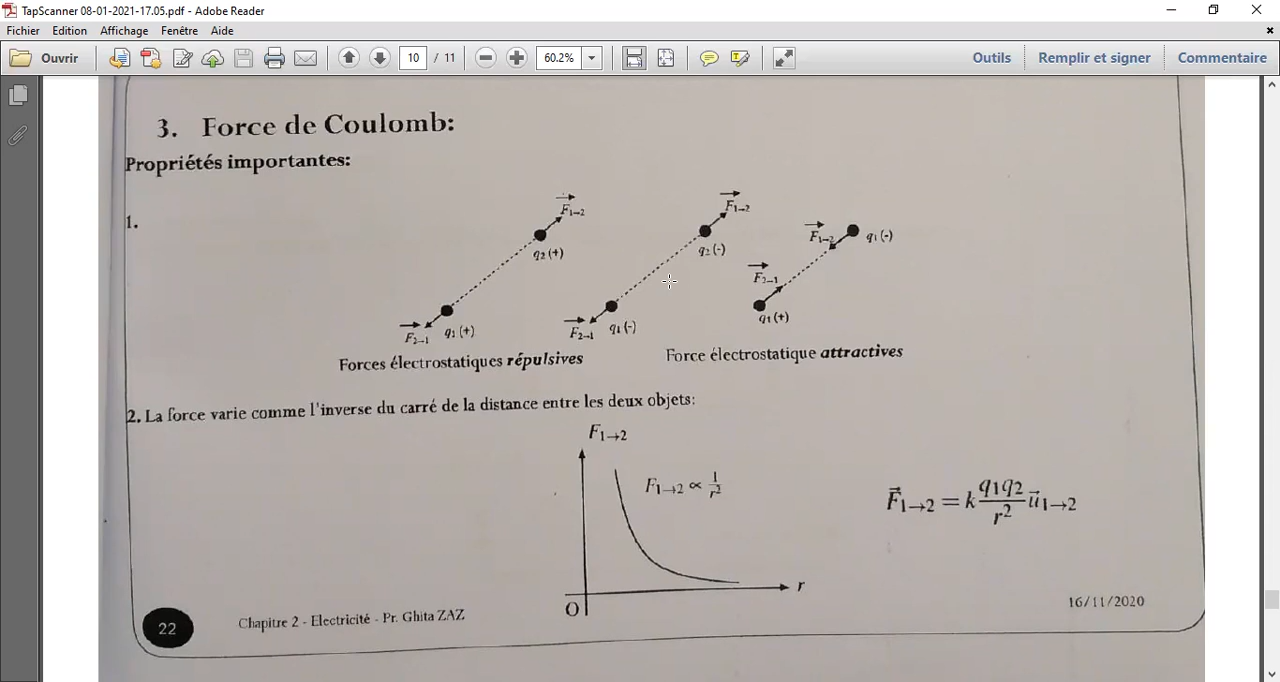 TapScanner 08-01-2021-17.05.pdf - Adobe Reader
Fichier Edition Affichage Fenêtre Aide
Ouvrir 10 / 11 60.2% Outils Remplir et signer Commentaire
3. Force de Coulomb:
Propriétés importantes:
1.
F1→2 q2(+) F2→1 q1(+)
F1→2 q2(-) F2→1 q1(-)
F1→2 q1(-) F2→1 q1(+)
Forces électrostatiques répulsives
Force électrostatique attractives
2. La force varie comme l'inverse du carré de la distance entre les deux objets:
F1→2
F1→2 ∝ 1/r²
F⃗1→2 = k q1q2/r² u⃗1→2
r
O
16/11/2020
22 Chapitre 2 - Electricité - Pr. Ghita ZAZ